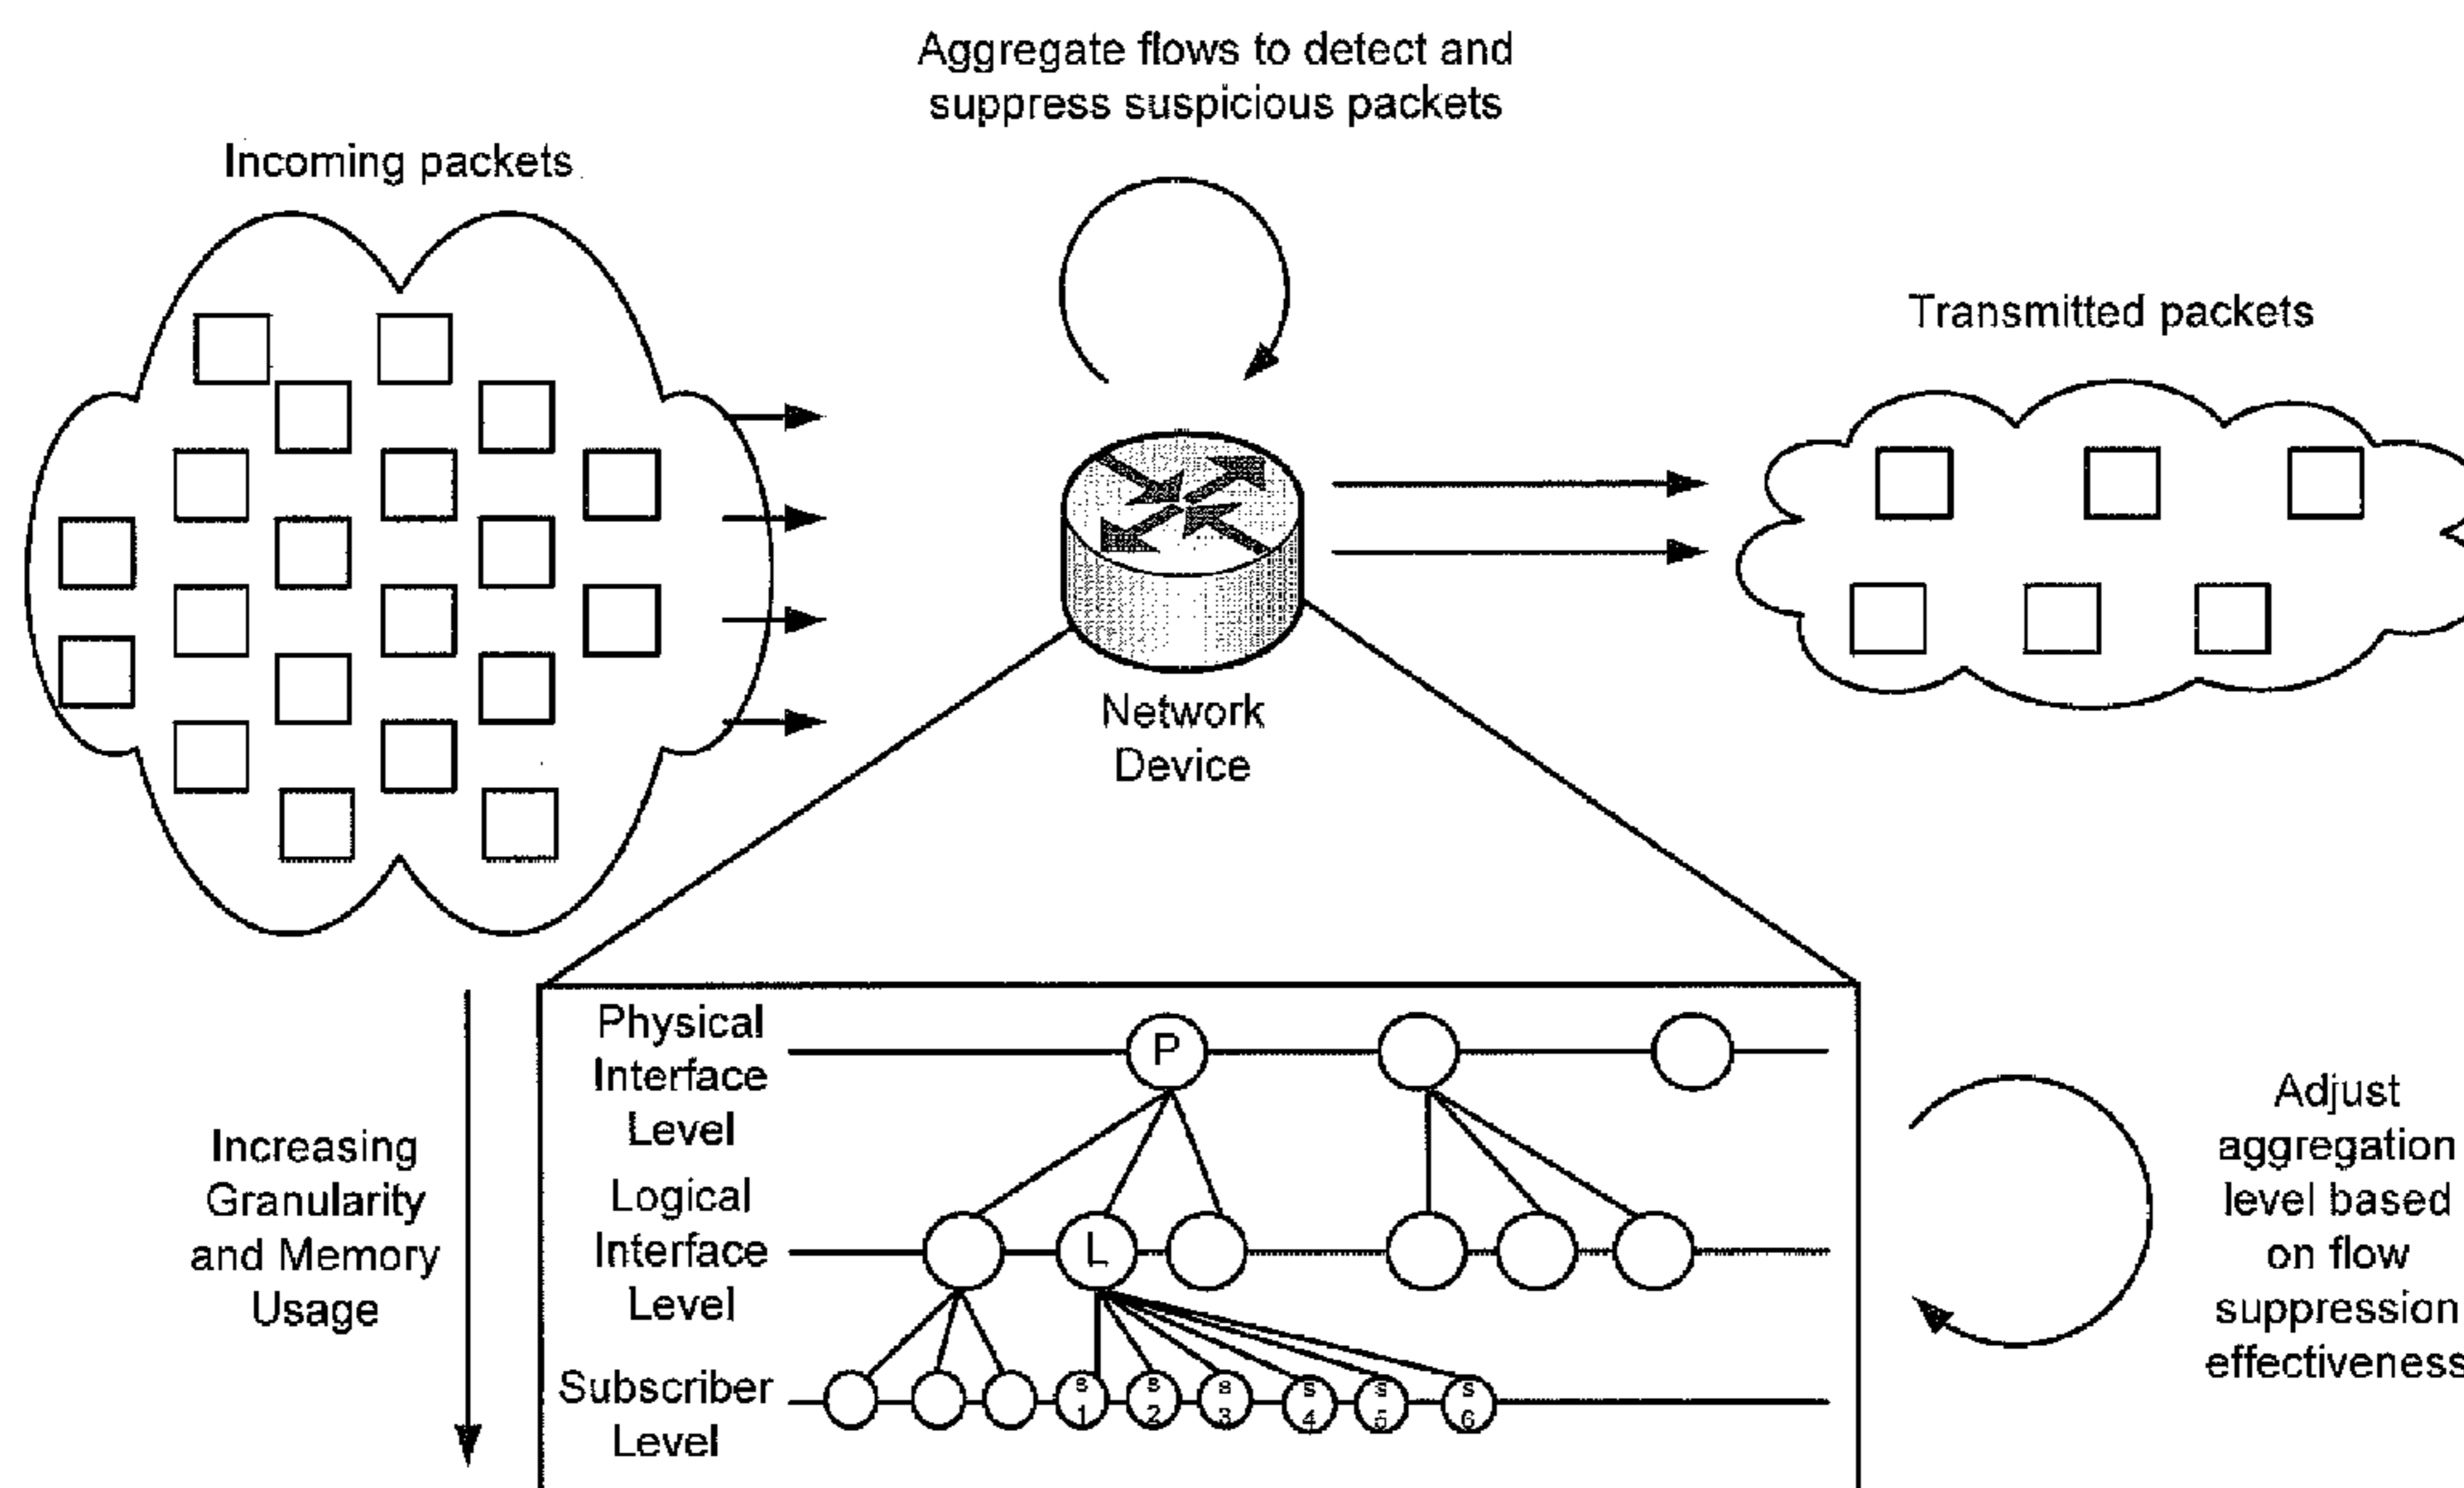 Aggregate flows to detect and
suppress suspicious packets
Incoming packets
Transmitted packets
Network
Device
Physical
Interface
Level
P
Increasing
Granularity
and Memory
Usage
Logical
Interface
Level
L
Adjust
aggregation
level based
on flow
suppression
effectiveness
Subscriber
Level
s
1
s
2
s
3
s
4
s
5
s
6